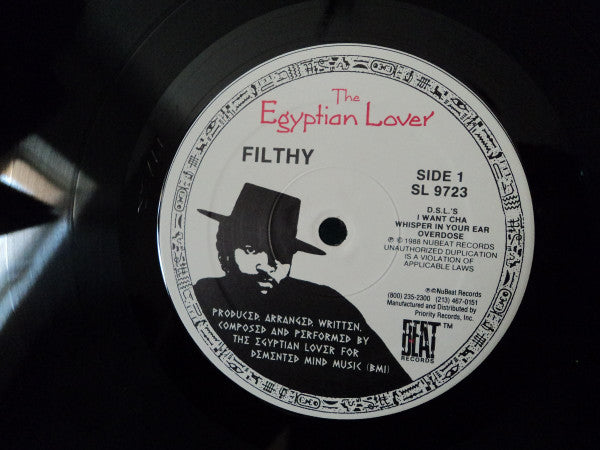 The
Egyptian Lover
FILTHY
SIDE 1
SL 9723
D.S.L.'S
I WANT CHA
WHISPER IN YOUR EAR
OVERDOSE
℗ © 1988 NUBEAT RECORDS
UNAUTHORIZED DUPLICATION
IS A VIOLATION OF
APPLICABLE LAWS
℗©NuBeat Records
(800) 235-2300 (213) 467-0151
Manufactured and Distributed by
Priority Records, Inc.
BEAT TM
RECORDS
PRODUCED, ARRANGED, WRITTEN,
COMPOSED AND PERFORMED BY
THE EGYPTIAN LOVER FOR
DEMENTED MIND MUSIC (BMI)